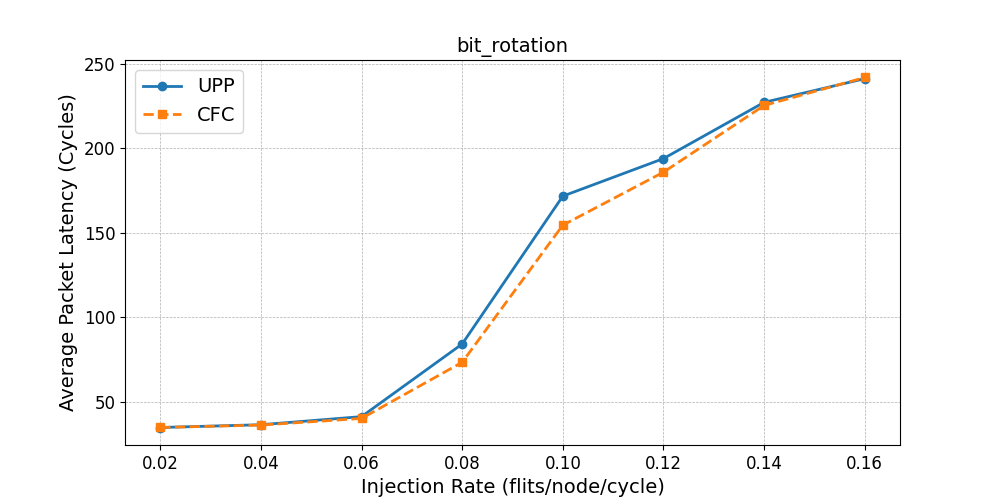 bit_rotation
UPP
CFC
250
200
150
100
50
Average Packet Latency (Cycles)
0.02 0.04 0.06 0.08 0.10 0.12 0.14 0.16
Injection Rate (flits/node/cycle)